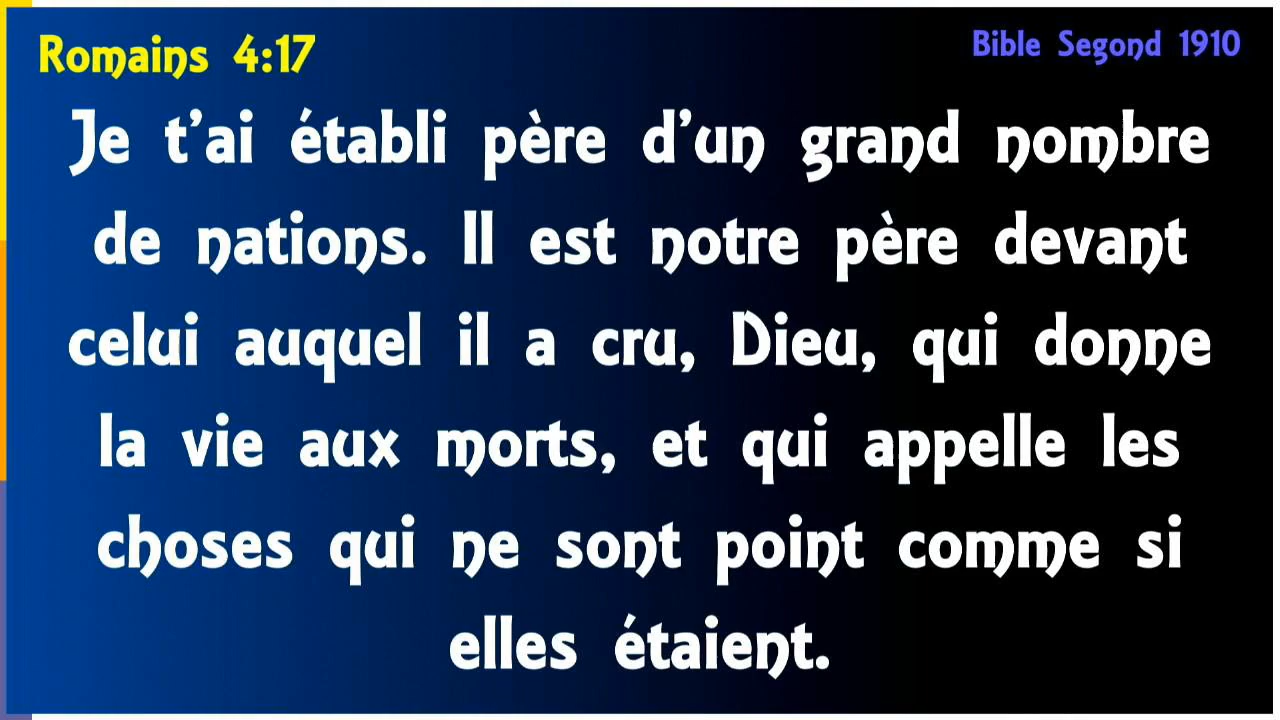 Romains 4:17
Bible Segond 1910
Je t'ai établi père d'un grand nombre
de nations. Il est notre père devant
celui auquel il a cru, Dieu, qui donne
la vie aux morts, et qui appelle les
choses qui ne sont point comme si
elles étaient.